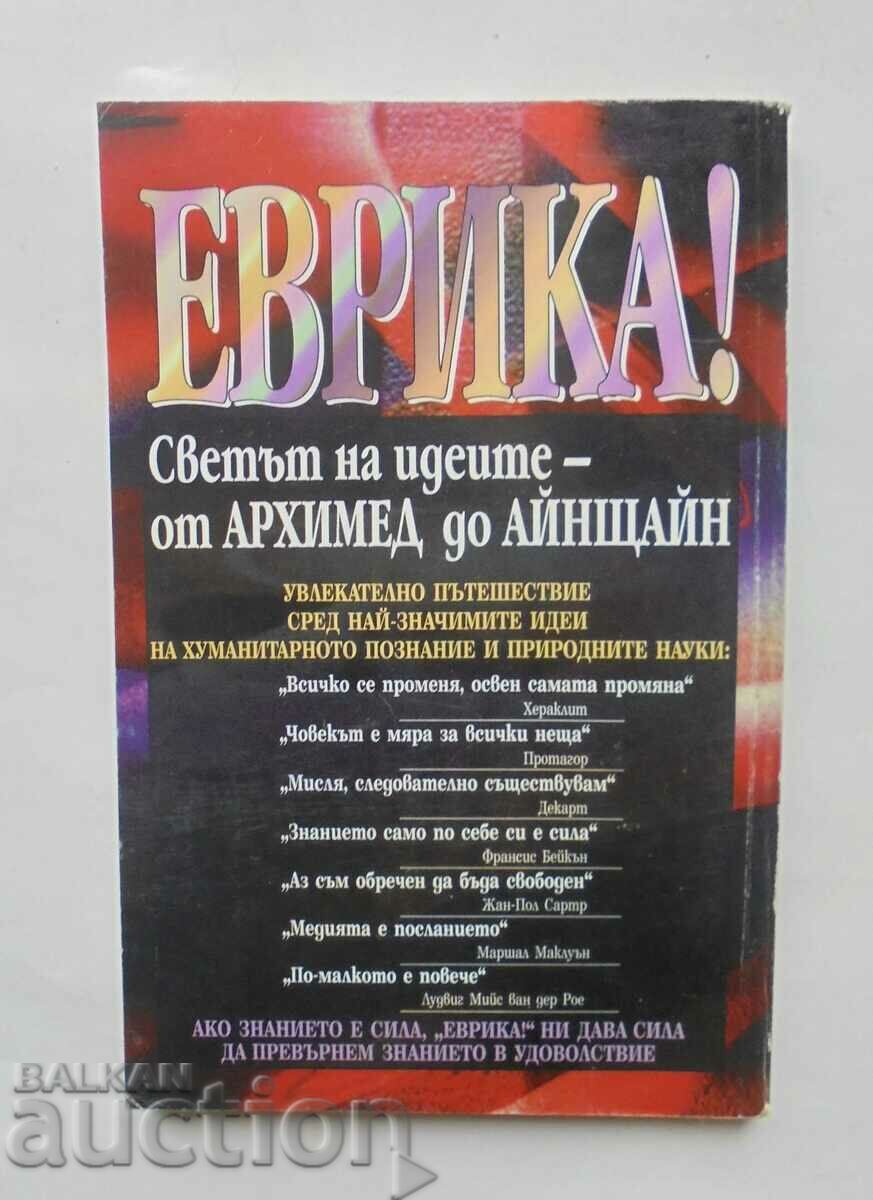 ЕВРИКА!
Светът на идеите –
от АРХИМЕД до АЙНЩАЙН
УВЛЕКАТЕЛНО ПЪТЕШЕСТВИЕ
СРЕД НАЙ-ЗНАЧИМИТЕ ИДЕИ
НА ХУМАНИТАРНОТО ПОЗНАНИЕ И ПРИРОДНИТЕ НАУКИ:
„Всичко се променя, освен самата промяна“
Хераклит
„Човекът е мяра за всички неща“
Протагор
„Мисля, следователно съществувам“
Декарт
„Знанието само по себе си е сила“
Франсис Бейкън
„Аз съм обречен да бъда свободен“
Жан-Пол Сартр
„Медията е посланието“
Маршал Маклуън
„По-малкото е повече“
Лудвиг Мийс ван дер Рое
АКО ЗНАНИЕТО Е СИЛА, „ЕВРИКА!“ НИ ДАВА СИЛА
ДА ПРЕВЪРНЕМ ЗНАНИЕТО В УДОВОЛСТВИЕ
BALKAN
auction